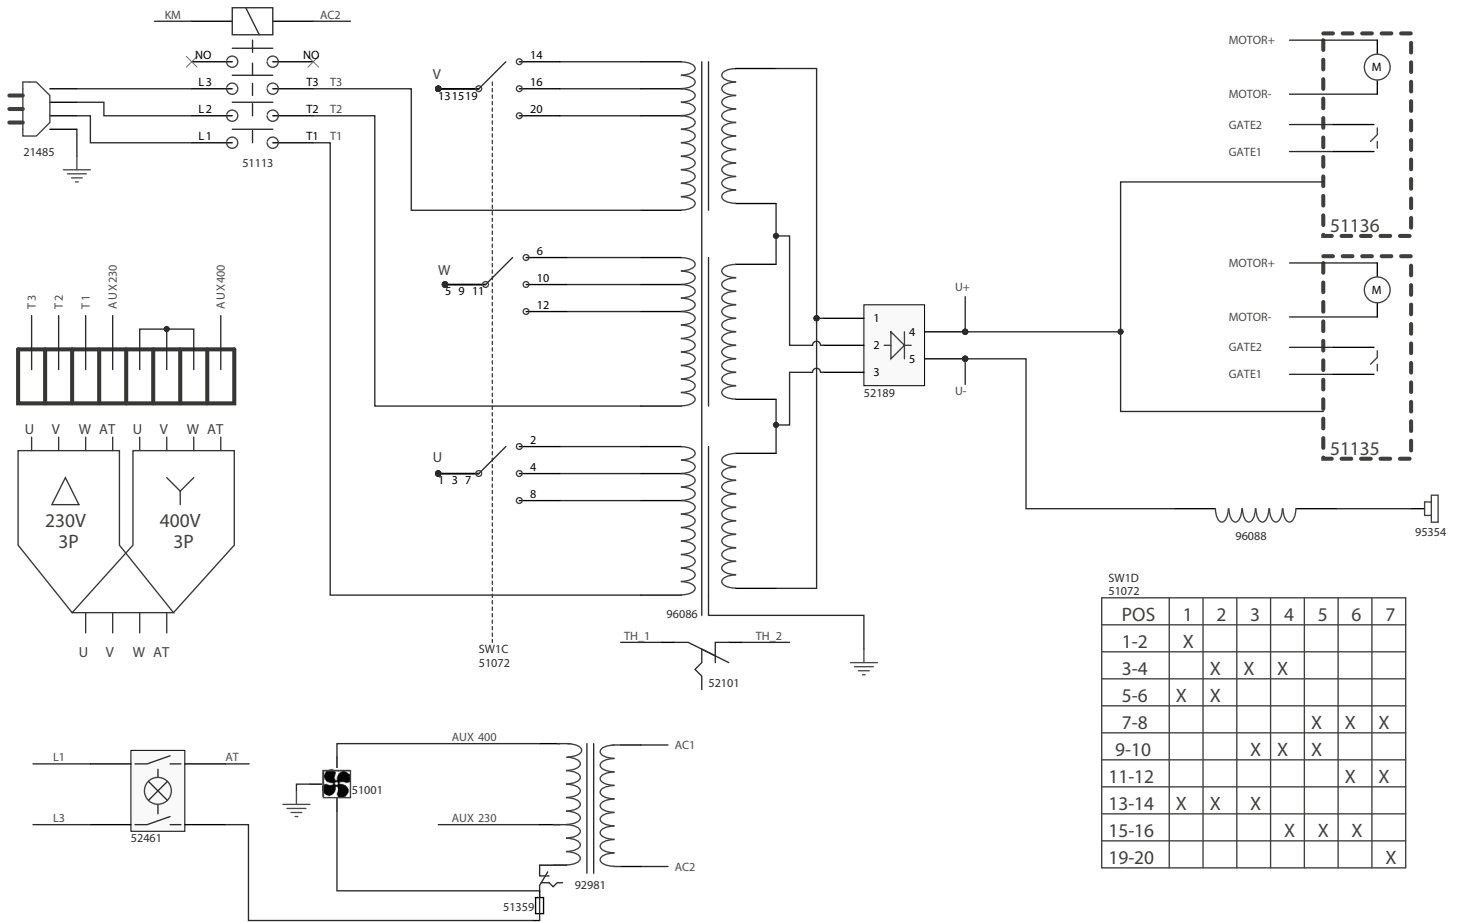 KM AC2
NO NO
L3 T3 T3
L2 T2 T2
L1 T1 T1
21485
51113
V
131519
14
16
20
W
5 9 11
6
10
12
U
1 3 7
2
4
8
SW1C
51072
96086
TH_1 TH_2
52101
1
2
3
4
5
52189
U+
U-
MOTOR+
M
MOTOR-
GATE2
GATE1
51136
MOTOR+
M
MOTOR-
GATE2
GATE1
51135
96088
95354
T3
T2
T1
AUX230
AUX400
U V W AT U V W AT
230V
3P
400V
3P
U V W AT
L1 AT
L3
52461
51001
AUX 400
AUX 230
AC1
AC2
92981
51359
SW1D
51072
POS 1 2 3 4 5 6 7
1-2 X
3-4 X X X
5-6 X X
7-8 X X X
9-10 X X X
11-12 X X
13-14 X X X
15-16 X X X
19-20 X